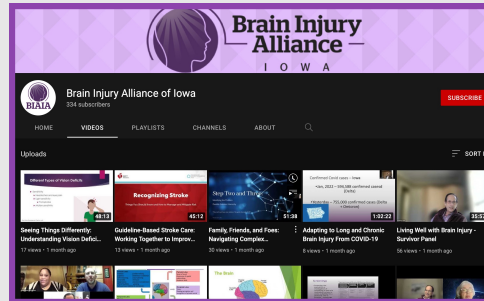 Brain Injury
Alliance
I O W A
BIAIA
Brain Injury Alliance of Iowa
334 subscribers
SUBSCRIBE
HOME VIDEOS PLAYLISTS CHANNELS ABOUT
Uploads
SORT
Different Types of Vision Deficits
48:13
Recognizing Stroke
45:12
Step Two and Three
51:38
Confirmed Covid cases - Iowa
1:02:22
35:5
Seeing Things Differently:
Understanding Vision Defici...
17 views • 1 month ago
Guideline-Based Stroke Care:
Working Together to Improv...
13 views • 1 month ago
Family, Friends, and Foes:
Navigating Complex...
30 views • 1 month ago
Adapting to Long and Chronic
Brain Injury From COVID-19
8 views • 1 month ago
Living Well with Brain Injury -
Survivor Panel
56 views • 1 month ago
The Brain